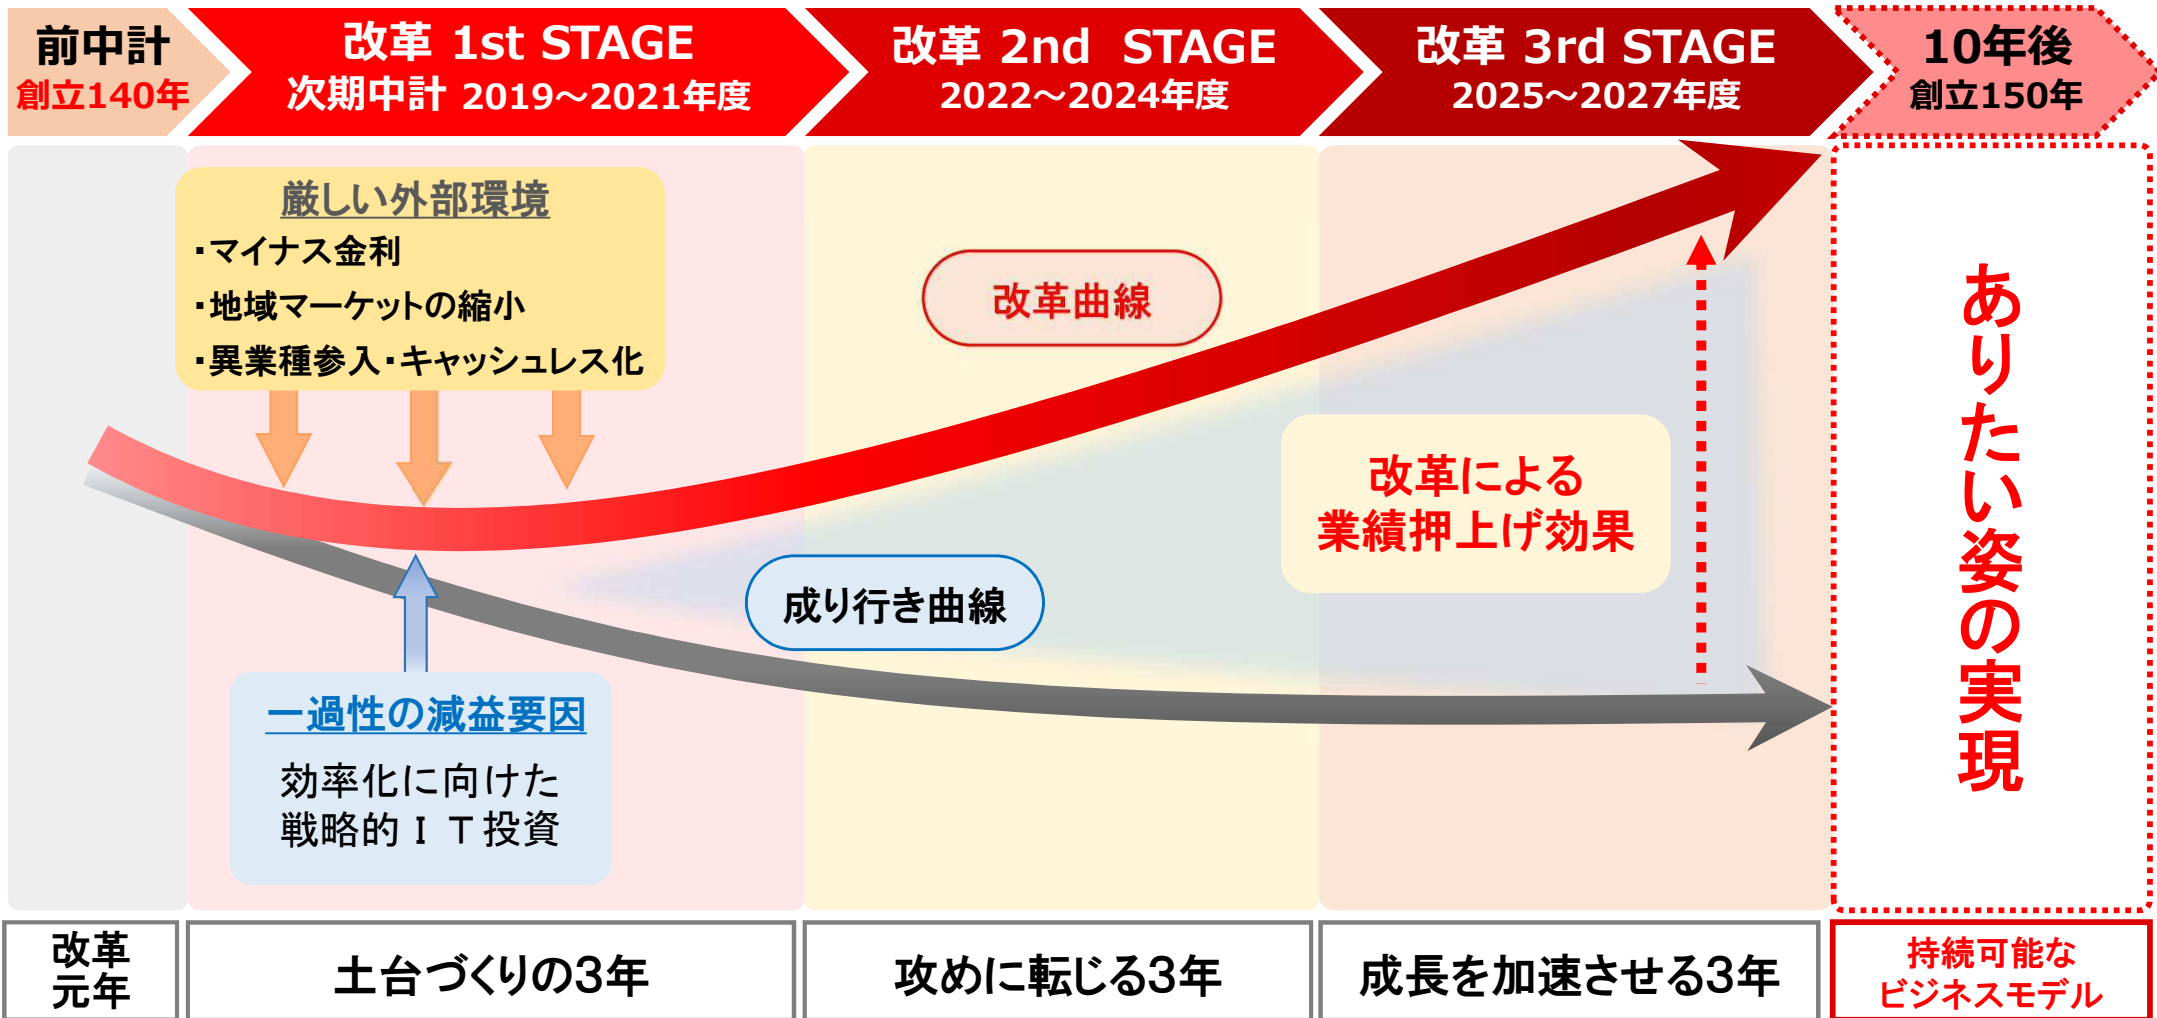 前中計
創立140年
改革 1st STAGE
次期中計 2019～2021年度
改革 2nd STAGE
2022～2024年度
改革 3rd STAGE
2025～2027年度
10年後
創立150年
厳しい外部環境
・マイナス金利
・地域マーケットの縮小
・異業種参入・キャッシュレス化
改革曲線
改革による
業績押上げ効果
成り行き曲線
一過性の減益要因
効率化に向けた
戦略的ＩＴ投資
ありたい姿の実現
改革
元年
土台づくりの3年
攻めに転じる3年
成長を加速させる3年
持続可能な
ビジネスモデル